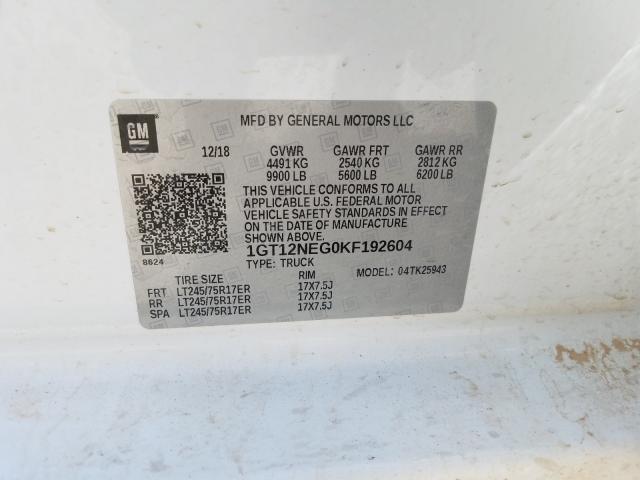 GM
MFD BY GENERAL MOTORS LLC
12/18 GVWR GAWR FRT GAWR RR
4491 KG 2540 KG 2812 KG
9900 LB 5600 LB 6200 LB
THIS VEHICLE CONFORMS TO ALL
APPLICABLE U.S. FEDERAL MOTOR
VEHICLE SAFETY STANDARDS IN EFFECT
ON THE DATE OF MANUFACTURE
SHOWN ABOVE.
1GT12NEG0KF192604
8624
TYPE: TRUCK MODEL: 04TK25943
TIRE SIZE RIM
FRT LT245/75R17ER 17X7.5J
RR LT245/75R17ER 17X7.5J
SPA LT245/75R17ER 17X7.5J